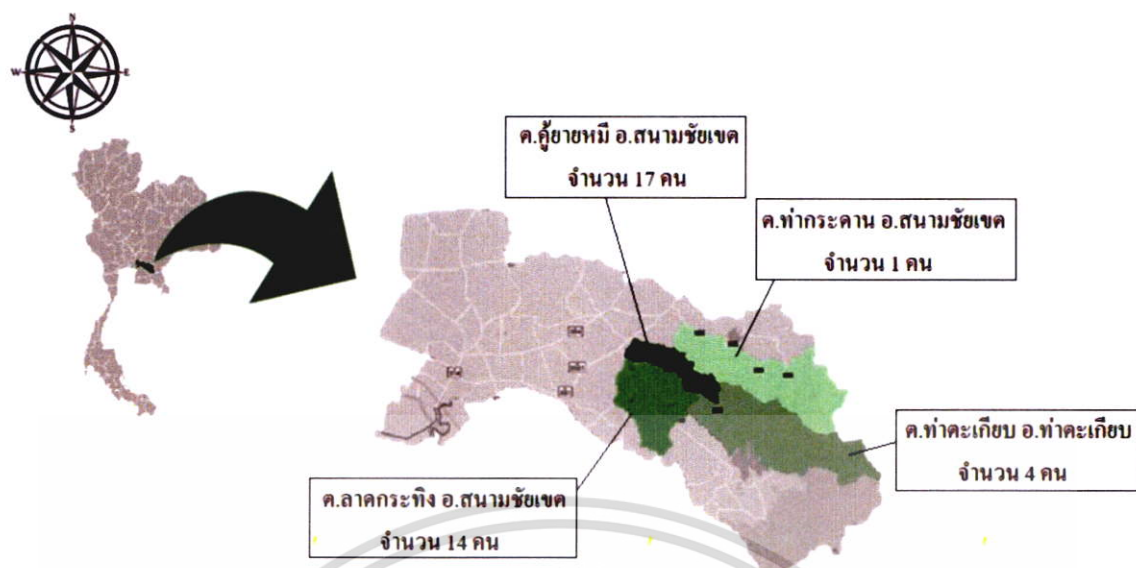 N
W E
S
ต.คู้ยายหมี อ.สนามชัยเขต
จำนวน 17 คน
ต.ท่ากระดาน อ.สนามชัยเขต
จำนวน 1 คน
ต.ท่าตะเกียบ อ.ท่าตะเกียบ
จำนวน 4 คน
ต.ลาดกระทิง อ.สนามชัยเขต
จำนวน 14 คน